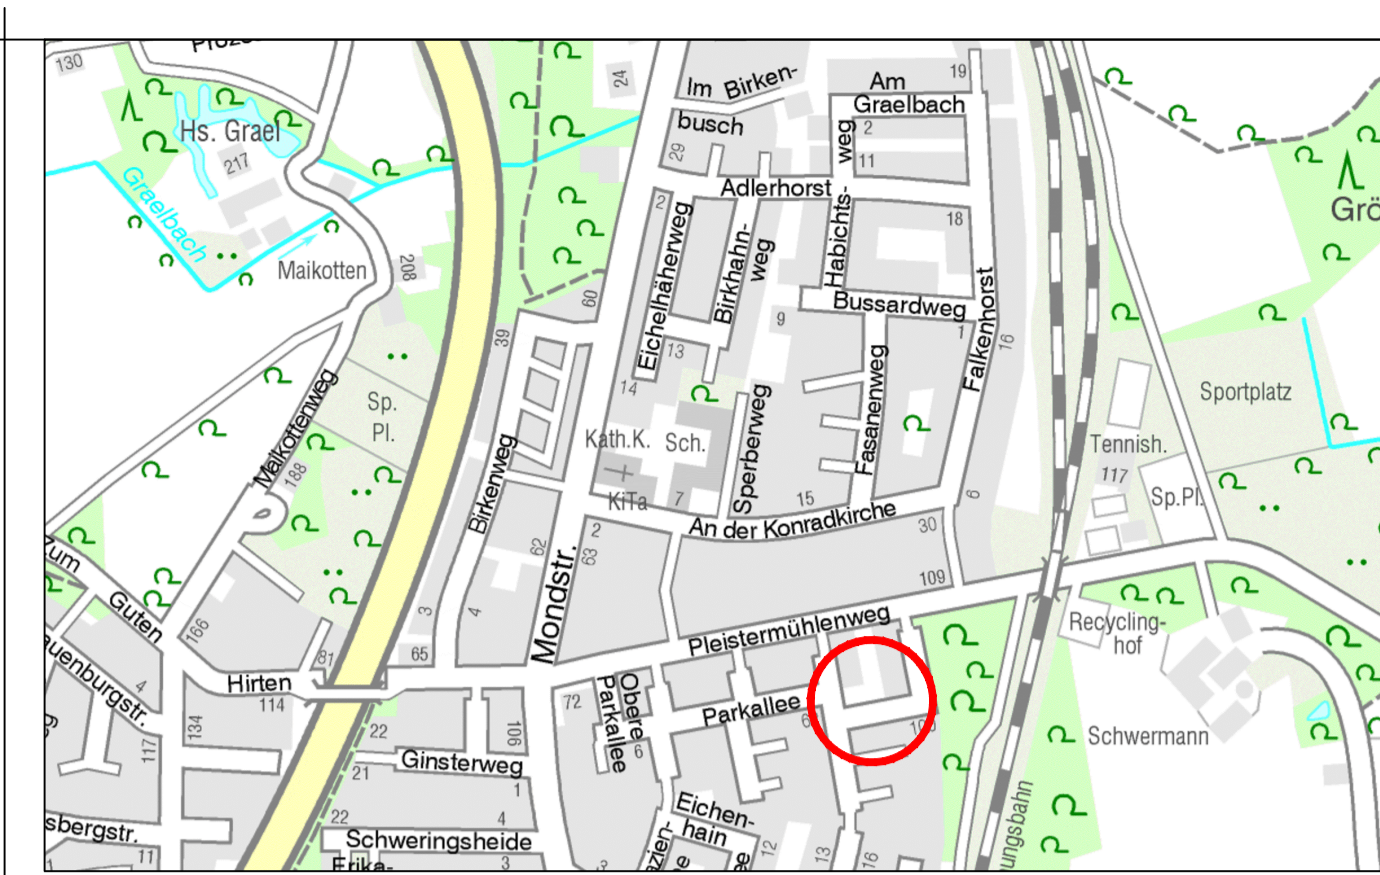 130
24
Im Birken-
busch
Am
Graelbach
19
2
11
weg
Hs. Grael
217
29
Adlerhorst
Graelbach
2
18
Maikotten
208
Eichelhäherweg
Birkhahn-
weg
Habichts-
Bussardweg
60
39
9
1
16
Falkenhorst
13
14
Fasanenweg
Maikottenweg
Sp.
Pl.
188
Sportplatz
Kath.K.
Sch.
Sperberweg
Tennish.
117
Sp.Pl.
Birkenweg
KiTa
7
15
6
An der Konradkirche
30
2
62
63
109
Zum
Guten
Hirten
166
3
4
Mondstr.
Pleistermühlenweg
Recycling-
hof
65
81
4
134
114
117
72
Obere
Parkallee
6
Parkallee
Schwermann
22
106
Ginsterweg
21
1
22
4
Schweringsheide
3
Eichen-
hain
12
13
16
11